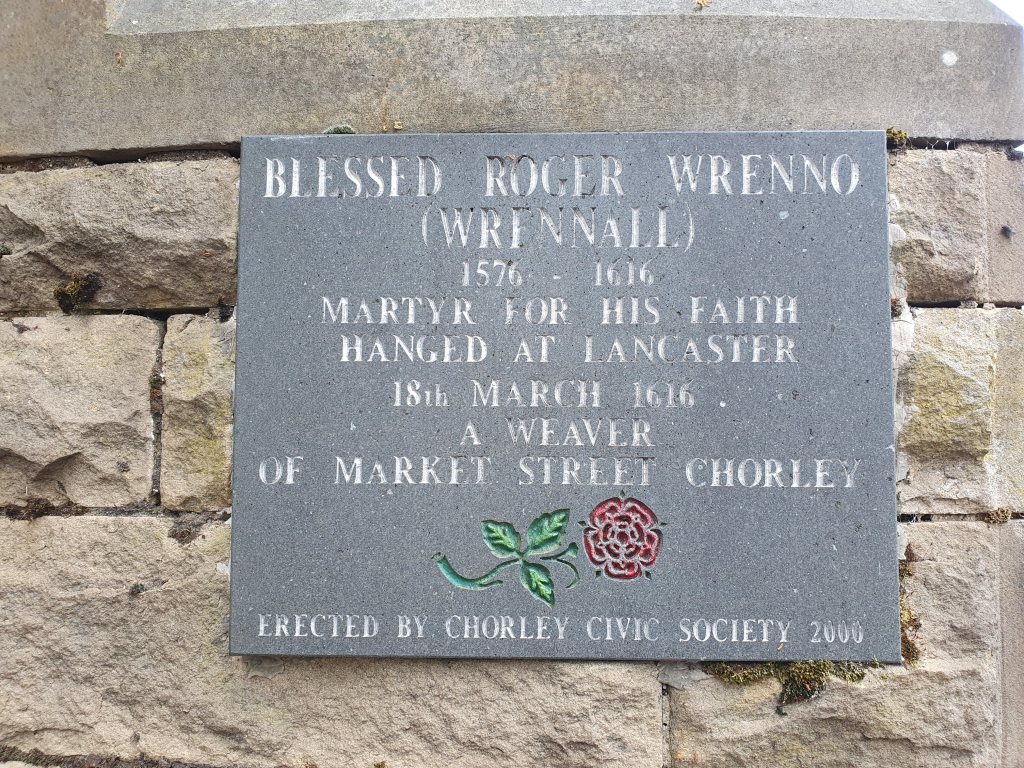 BLESSED ROGER WRENNO
(WRENNALL)
1576 - 1616
MARTYR FOR HIS FAITH
HANGED AT LANCASTER
18th MARCH 1616
A WEAVER
OF MARKET STREET CHORLEY
ERECTED BY CHORLEY CIVIC SOCIETY 2000